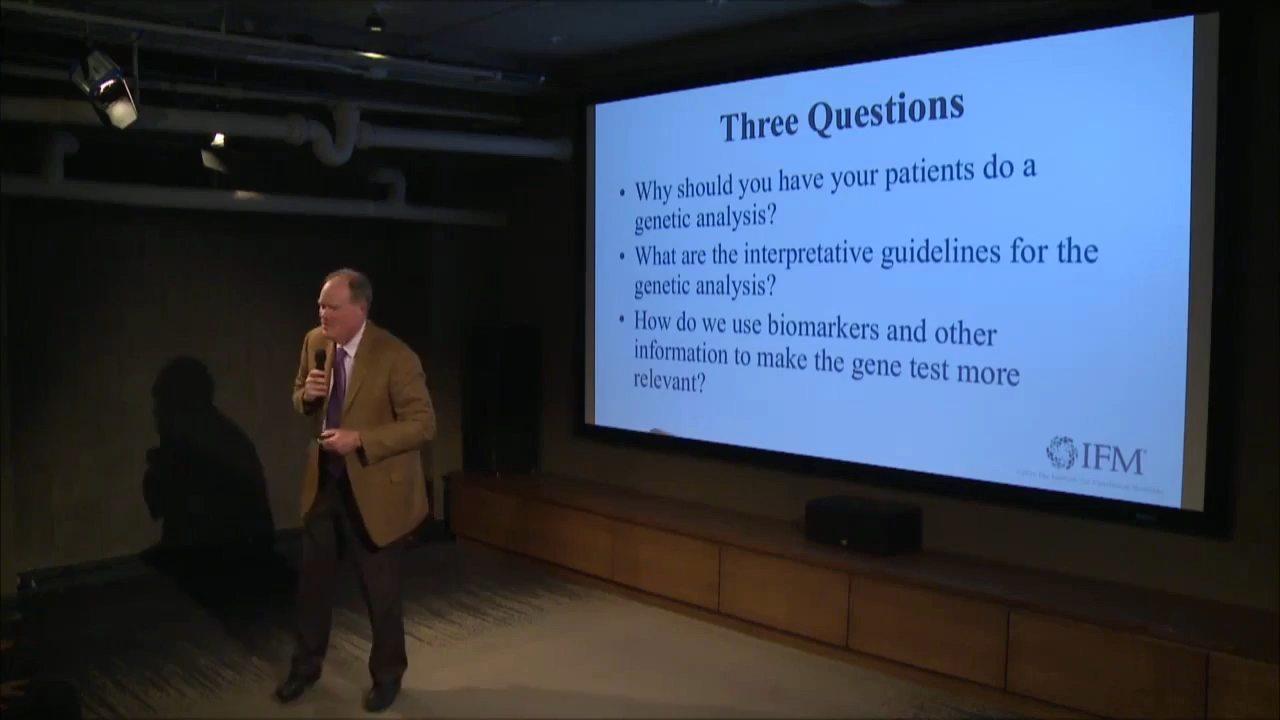 Three Questions
• Why should you have your patients do a
genetic analysis?
• What are the interpretative guidelines for the
genetic analysis?
• How do we use biomarkers and other
information to make the gene test more
relevant?
IFM